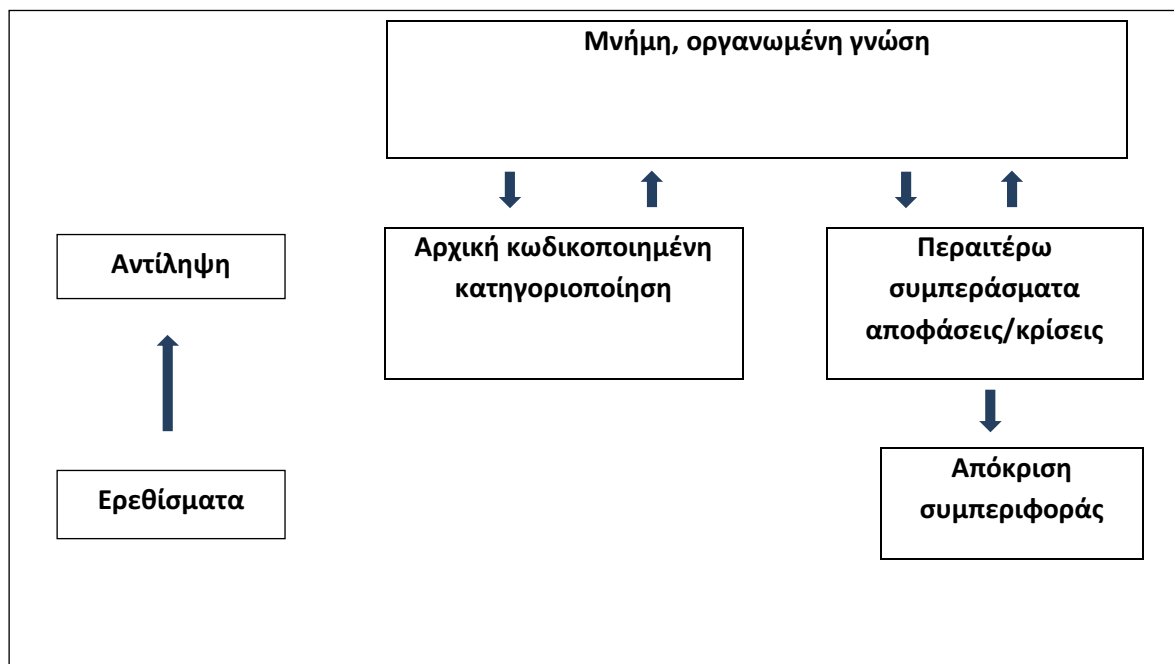 Μνήμη, οργανωμένη γνώση
Αντίληψη
Αρχική κωδικοποιημένη
κατηγοριοποίηση
Περαιτέρω
συμπεράσματα
αποφάσεις/κρίσεις
Ερεθίσματα
Απόκριση
συμπεριφοράς